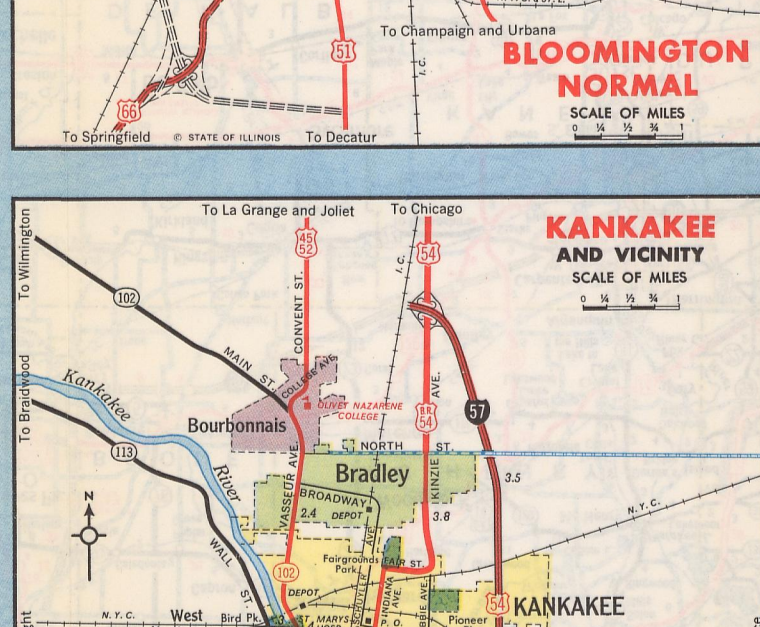 To Champaign and Urbana
51
I.C.
BLOOMINGTON
NORMAL
SCALE OF MILES
0 ¼ ½ ¾ 1
66
To Springfield
© STATE OF ILLINOIS
To Decatur
To La Grange and Joliet
To Chicago
KANKAKEE
AND VICINITY
SCALE OF MILES
0 ¼ ½ ¾ 1
To Wilmington
45
52
54
I.C.
102
CONVENT ST.
MAIN ST.
COLLEGE AVE.
To Braidwood
Kankakee
River
OLIVET NAZARENE
COLLEGE
AVE.
B.R.
54
57
Bourbonnais
113
NORTH ST.
Bradley
KINZIE
3.5
N
VASSEUR AVE.
BROADWAY
2.4
DEPOT
3.8
N.Y.C.
AVE
WALL ST.
Fairgrounds
Park
FAIR ST.
102
SCHUYLER
INDIANA
AVE.
DEPOT
54
KANKAKEE
N.Y.C.
West
Bird Pk.
3
ST. MARYS
P.O.
Pioneer